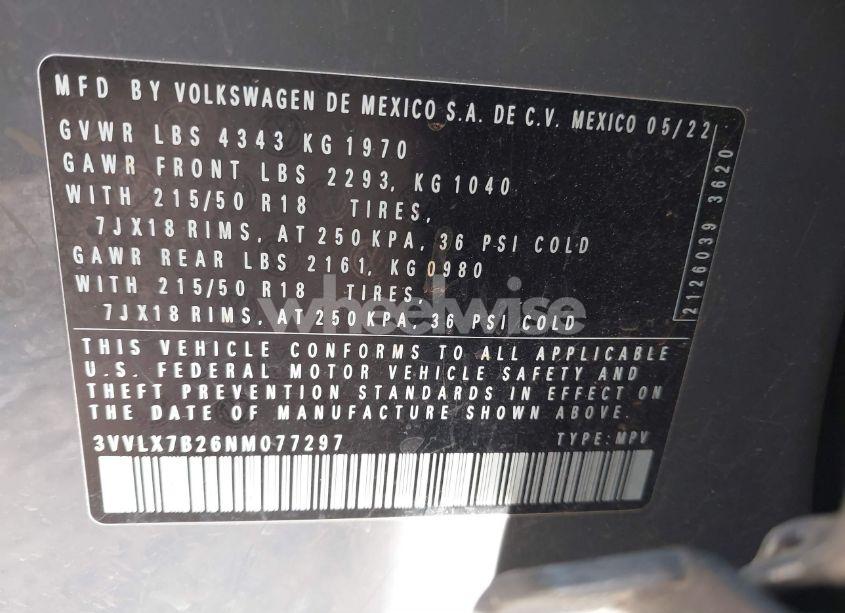 MFD BY VOLKSWAGEN DE MEXICO S.A. DE C.V. MEXICO 05/22
GVWR LBS 4343 KG 1970
GAWR FRONT LBS 2293, KG 1040
WITH 215/50 R18 TIRES,
7JX18 RIMS, AT 250 KPA, 36 PSI COLD
GAWR REAR LBS 2161, KG 0980
WITH 215/50 R18 TIRES,
7JX18 RIMS, AT 250 KPA, 36 PSI COLD
THIS VEHICLE CONFORMS TO ALL APPLICABLE
U.S. FEDERAL MOTOR VEHICLE SAFETY AND
THEFT PREVENTION STANDARDS IN EFFECT ON
THE DATE OF MANUFACTURE SHOWN ABOVE.
3VVLX7B26NM077297 TYPE: MPV
2126039 3620
wheelwise